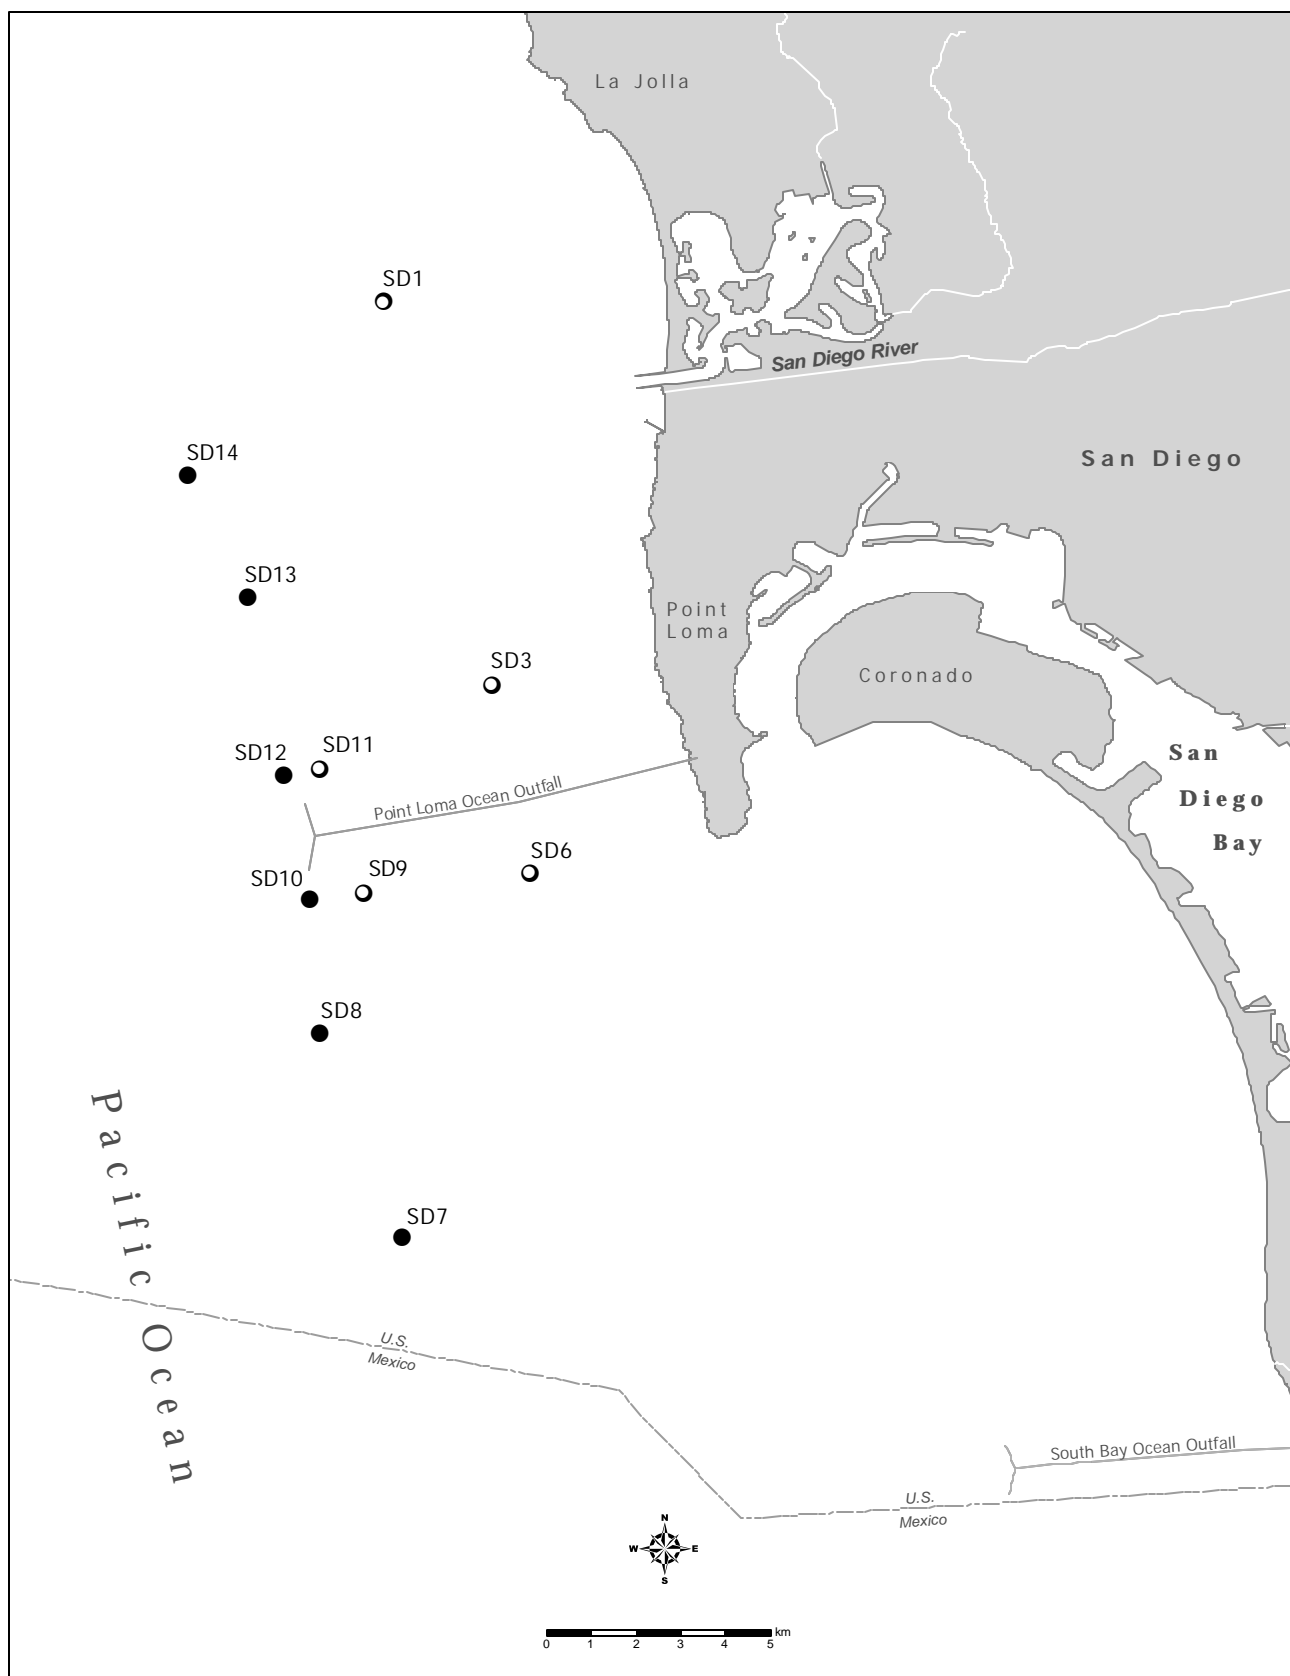 La Jolla
SD1
San Diego River
SD14
San Diego
SD13
Point
Loma
SD3
Coronado
SD12
SD11
San
Diego
Bay
Point Loma Ocean Outfall
SD6
SD10
SD9
SD8
Pacific Ocean
SD7
U.S.
Mexico
South Bay Ocean Outfall
U.S.
Mexico
N
W E
S
km
0 1 2 3 4 5